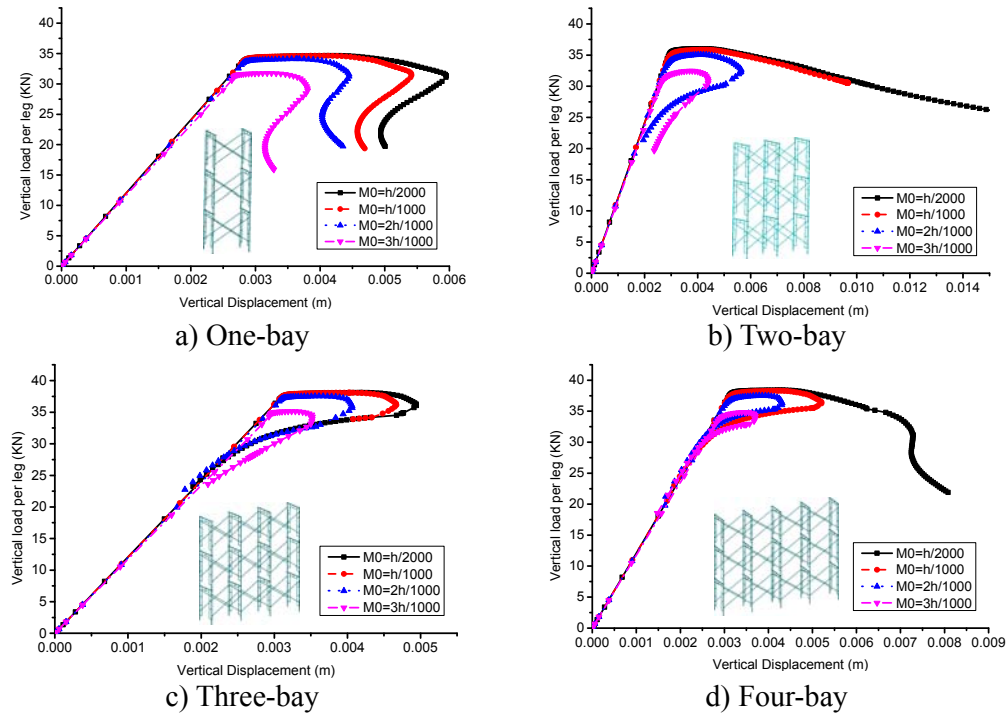 Vertical load per leg (KN)
40
35
30
25
20
15
10
5
0
M0=h/2000
M0=h/1000
M0=2h/1000
M0=3h/1000
0.000 0.001 0.002 0.003 0.004 0.005 0.006
Vertical Displacement (m)
a) One-bay
Vertical load per leg (KN)
40
35
30
25
20
15
10
5
0
M0=h/2000
M0=h/1000
M0=2h/1000
M0=3h/1000
0.000 0.002 0.004 0.006 0.008 0.010 0.012 0.014
Vertical Displacement (m)
b) Two-bay
Vertical load per leg (KN)
40
35
30
25
20
15
10
5
0
M0=h/2000
M0=h/1000
M0=2h/1000
M0=3h/1000
0.000 0.001 0.002 0.003 0.004 0.005
Vertical Displacement (m)
c) Three-bay
Vertical load per leg (KN)
40
35
30
25
20
15
10
5
0
M0=h/2000
M0=h/1000
M0=2h/1000
M0=3h/1000
0.000 0.001 0.002 0.003 0.004 0.005 0.006 0.007 0.008 0.009
Vertical Displacement (m)
d) Four-bay